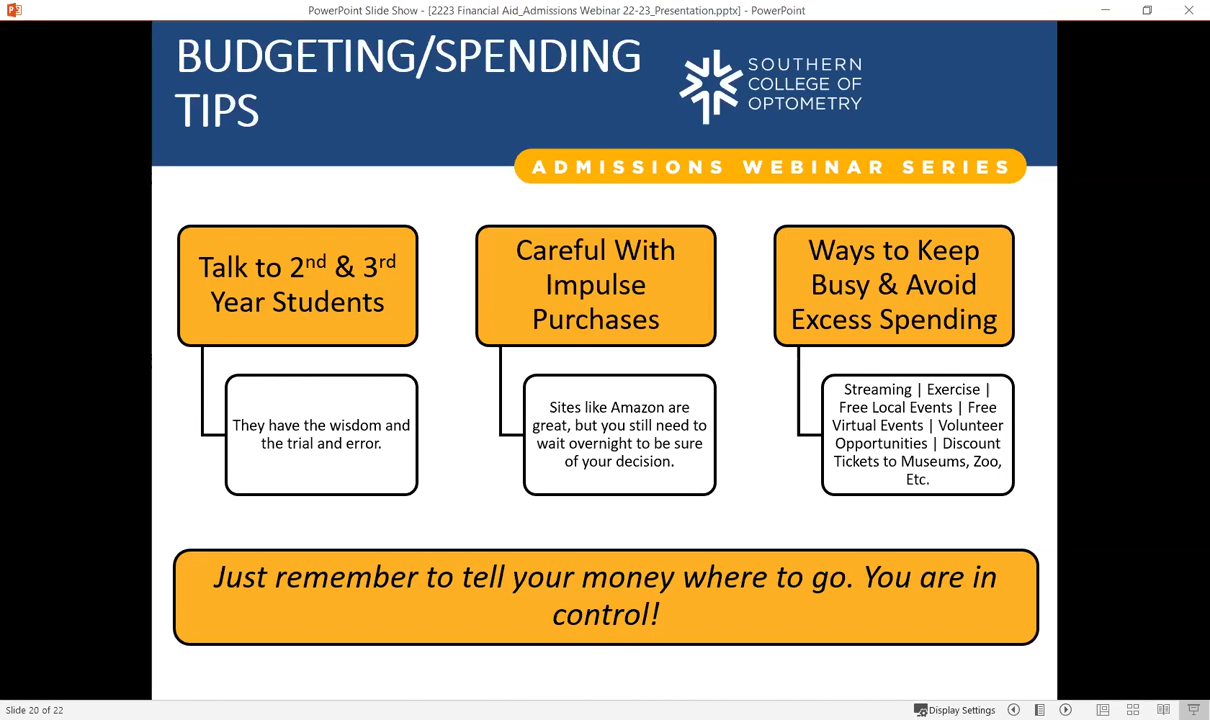 PowerPoint Slide Show - [2223 Financial Aid_Admissions Webinar 22-23_Presentation.pptx] - PowerPoint
BUDGETING/SPENDING
TIPS
SOUTHERN
COLLEGE OF
OPTOMETRY
ADMISSIONS WEBINAR SERIES
Talk to 2nd & 3rd
Year Students
They have the wisdom and
the trial and error.
Careful With
Impulse
Purchases
Sites like Amazon are
great, but you still need to
wait overnight to be sure
of your decision.
Ways to Keep
Busy & Avoid
Excess Spending
Streaming | Exercise |
Free Local Events | Free
Virtual Events | Volunteer
Opportunities | Discount
Tickets to Museums, Zoo,
Etc.
Just remember to tell your money where to go. You are in
control!
Slide 20 of 22
Display Settings